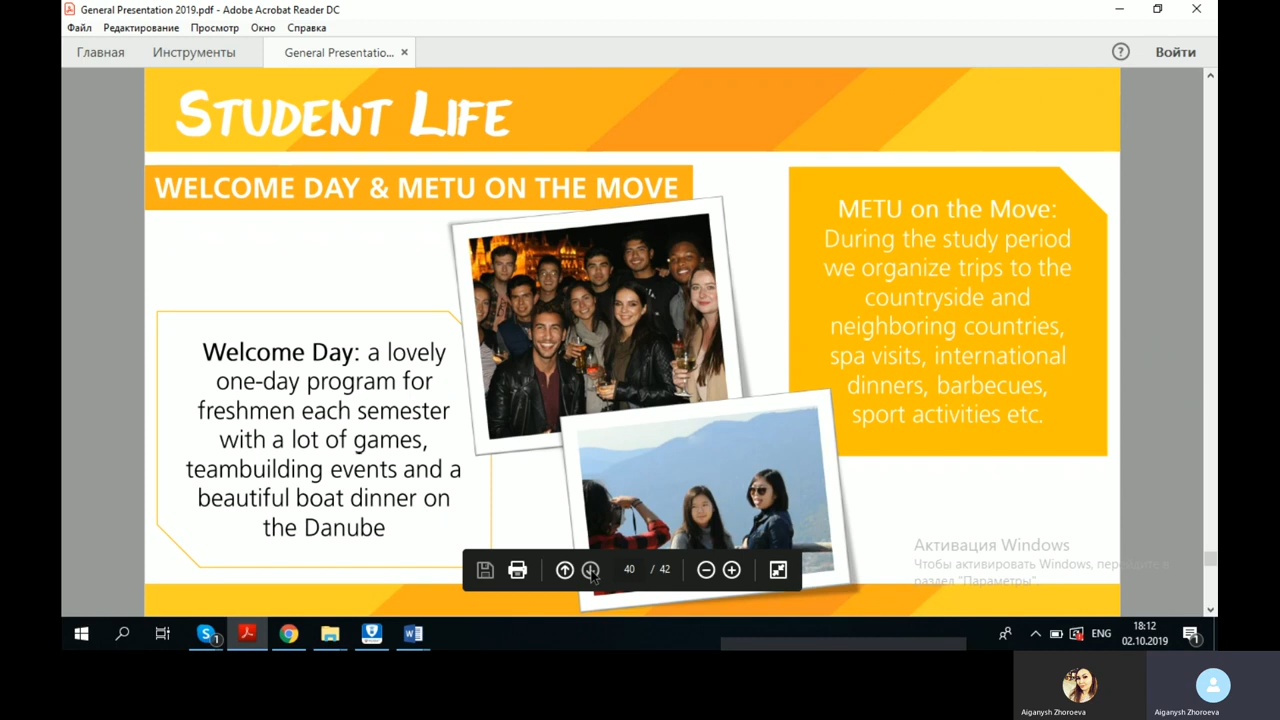 General Presentation 2019.pdf - Adobe Acrobat Reader DC
Файл Редактирование Просмотр Окно Справка
Главная Инструменты General Presentatio... × ? Войти
STUDENT LIFE
WELCOME DAY & METU ON THE MOVE
METU on the Move:
During the study period
we organize trips to the
countryside and
neighboring countries,
spa visits, international
dinners, barbecues,
sport activities etc.
Welcome Day: a lovely
one-day program for
freshmen each semester
with a lot of games,
teambuilding events and a
beautiful boat dinner on
the Danube
Активация Windows
Чтобы активировать Windows, перейдите в
раздел "Параметры".
40 / 42
1
ENG
18:12
02.10.2019
1
Aiganysh Zhoroeva
Aiganysh Zhoroeva